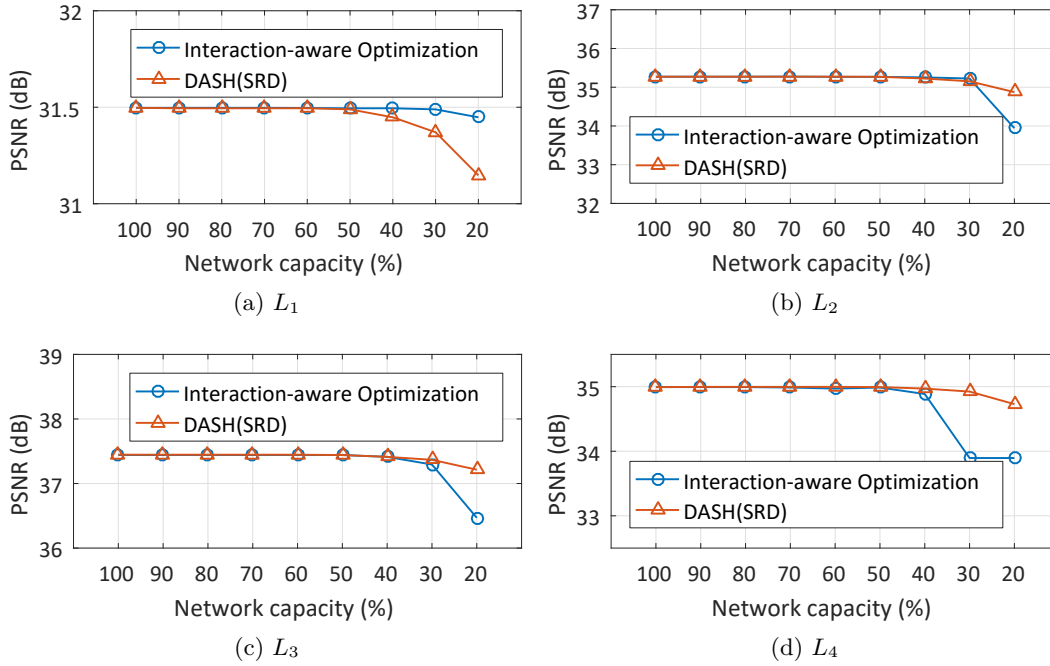 32
31.5
31
PSNR (dB)
Interaction-aware Optimization
DASH(SRD)
100 90 80 70 60 50 40 30 20
Network capacity (%)
(a) L₁
36
35
34
33
32
PSNR (dB)
Interaction-aware Optimization
DASH(SRD)
100 90 80 70 60 50 40 30 20
Network capacity (%)
(b) L₂
39
38
37
36
PSNR (dB)
Interaction-aware Optimization
DASH(SRD)
100 90 80 70 60 50 40 30 20
Network capacity (%)
(c) L₃
35
34
33
PSNR (dB)
Interaction-aware Optimization
DASH(SRD)
100 90 80 70 60 50 40 30 20
Network capacity (%)
(d) L₄